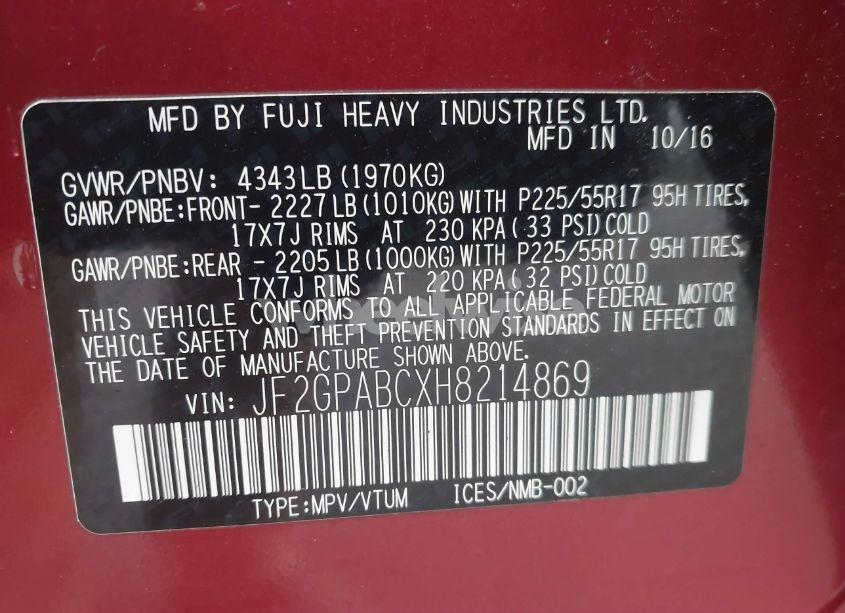 MFD BY FUJI HEAVY INDUSTRIES LTD.
MFD IN 10/16
GVWR/PNBV: 4343LB (1970KG)
GAWR/PNBE:FRONT- 2227LB (1010KG) WITH P225/55R17 95H TIRES,
17X7J RIMS AT 230 KPA( 33 PSI)COLD
GAWR/PNBE:REAR - 2205LB (1000KG) WITH P225/55R17 95H TIRES,
17X7J RIMS AT 220 KPA( 32 PSI)COLD
THIS VEHICLE CONFORMS TO ALL APPLICABLE FEDERAL MOTOR
VEHICLE SAFETY AND THEFT PREVENTION STANDARDS IN EFFECT ON
THE DATE OF MANUFACTURE SHOWN ABOVE.
VIN: JF2GPABCXH8214869
TYPE:MPV/VTUM ICES/NMB-002